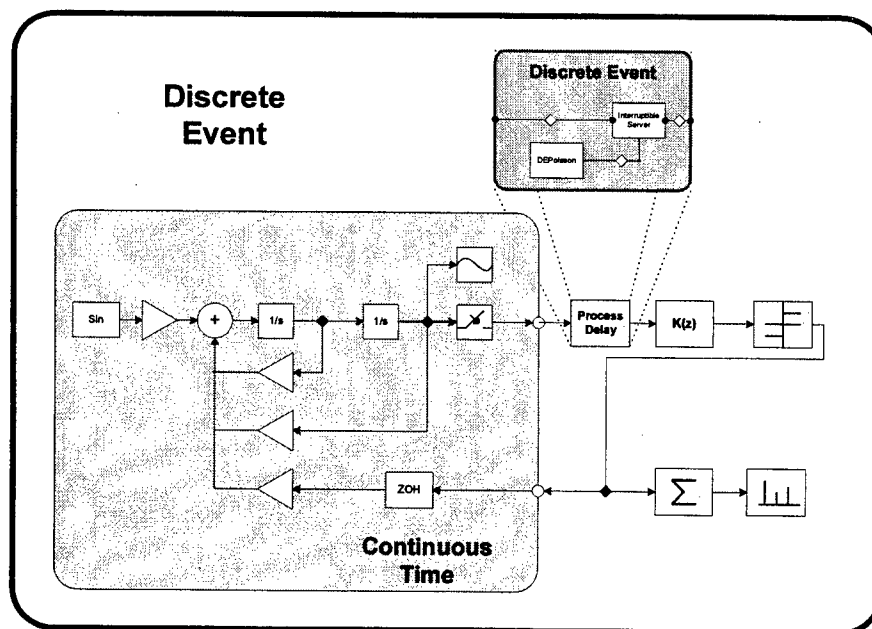 Discrete Event
Interruptible
Server
DEPoisson
Discrete
Event
Sin
+
1/s
1/s
Process
Delay
K(z)
ZOH
Σ
Continuous
Time